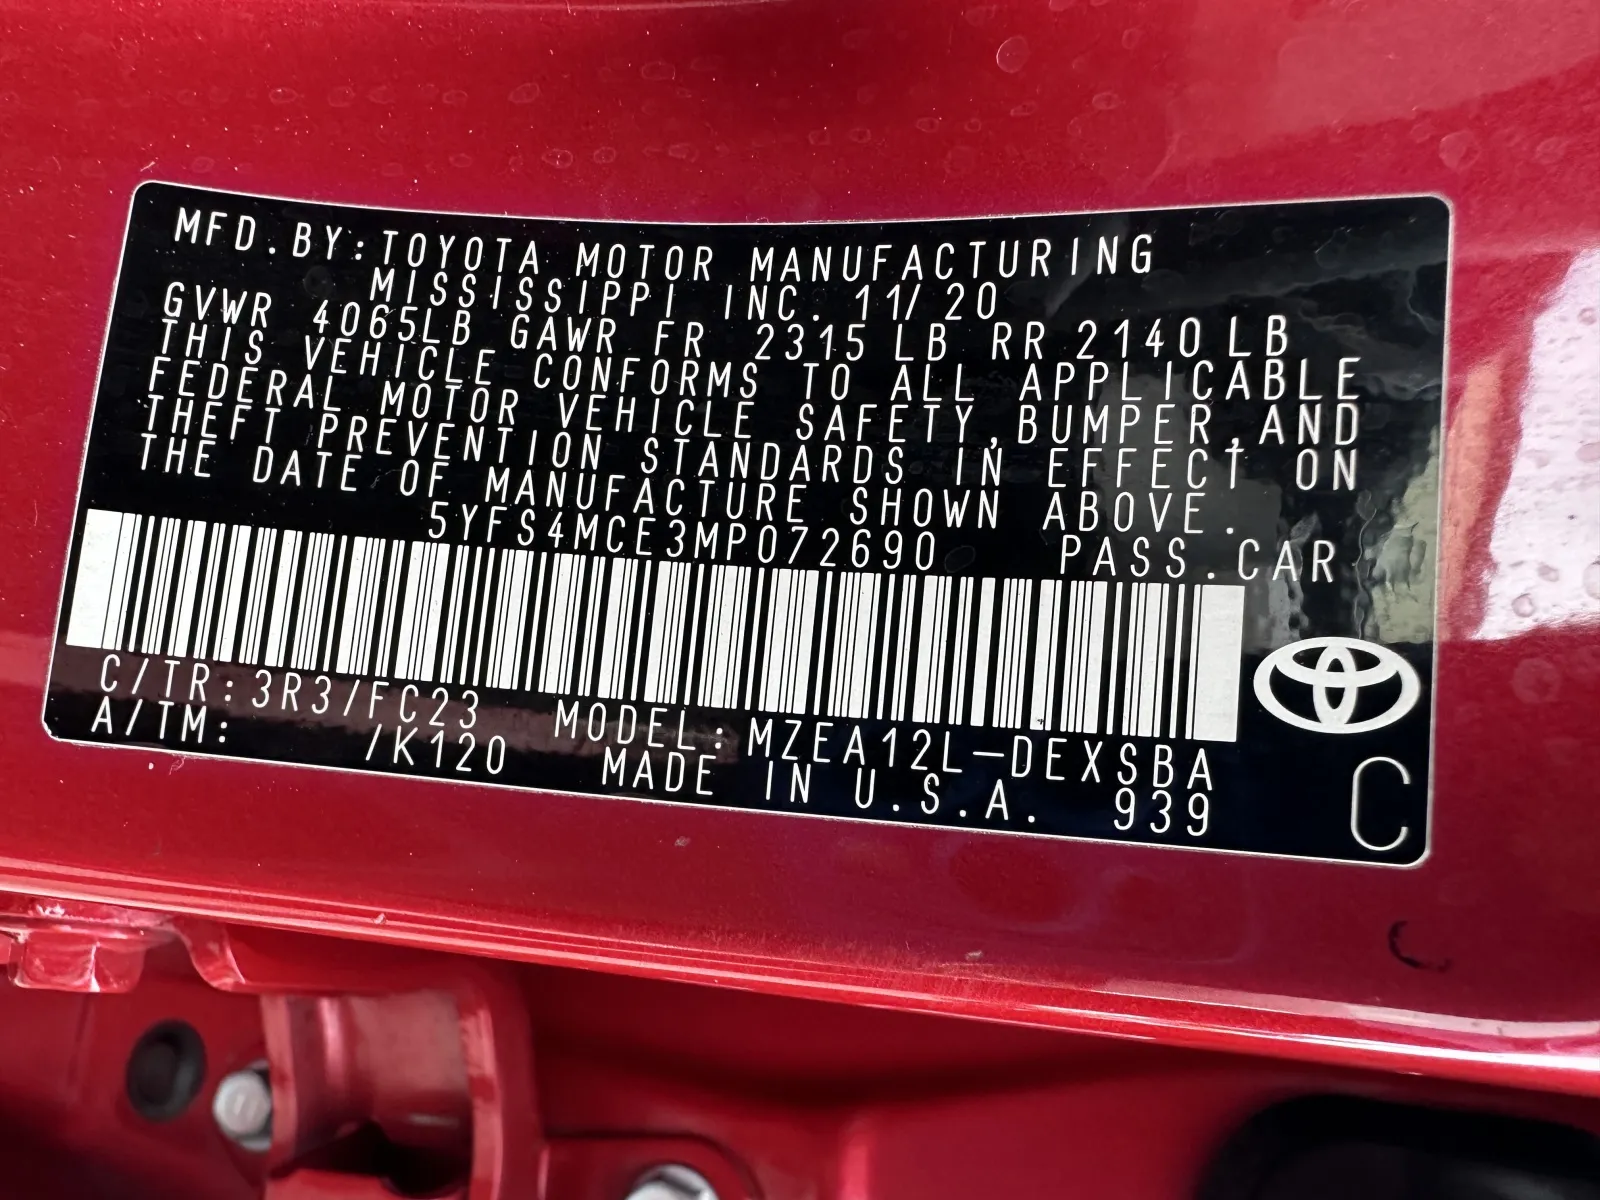 MFD.BY:TOYOTA MOTOR MANUFACTURING
MISSISSIPPI INC. 11/20
GVWR 4065LB GAWR FR 2315 LB RR 2140LB
THIS VEHICLE CONFORMS TO ALL APPLICABLE
FEDERAL MOTOR VEHICLE SAFETY,BUMPER,AND
THEFT PREVENTION STANDARDS IN EFFECT ON
THE DATE OF MANUFACTURE SHOWN ABOVE.
5YFS4MCE3MP072690 PASS.CAR
C/TR:3R3/FC23 MODEL:MZEA12L-DEXSBA
A/TM: /K120 MADE IN U.S.A. 939
C